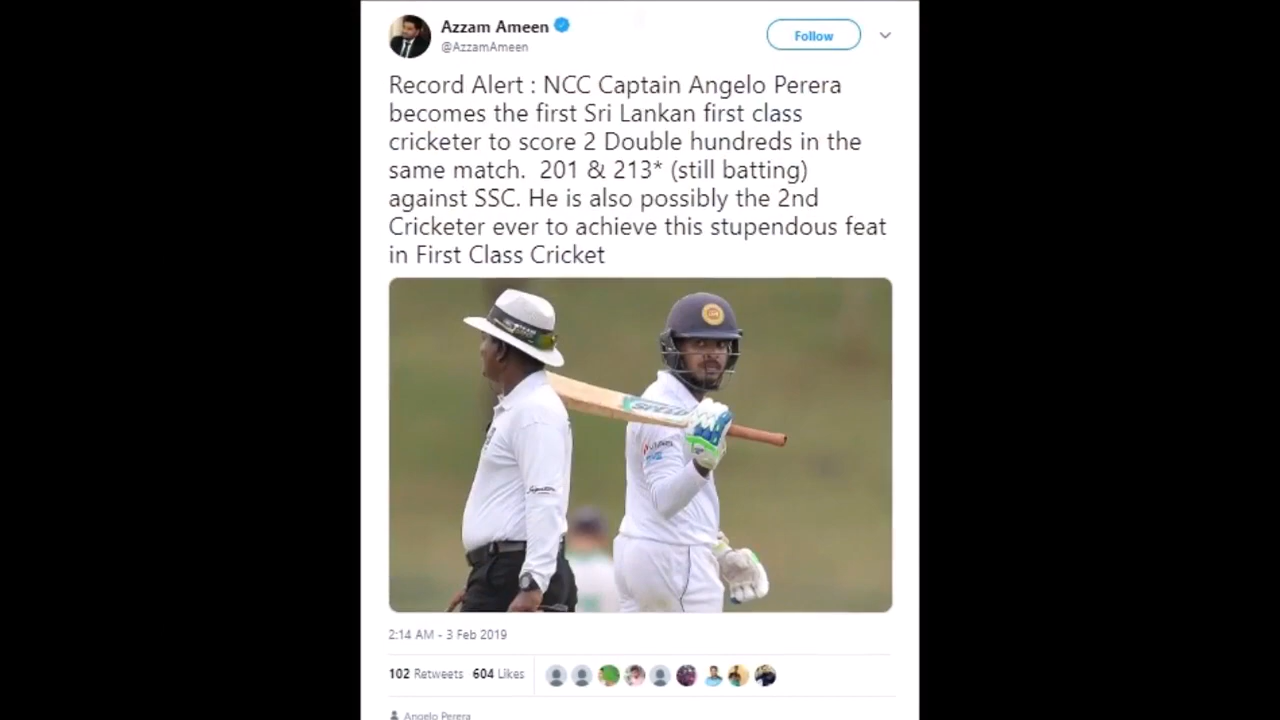 Azzam Ameen
@AzzamAmeen
Follow
Record Alert : NCC Captain Angelo Perera
becomes the first Sri Lankan first class
cricketer to score 2 Double hundreds in the
same match.  201 & 213* (still batting)
against SSC. He is also possibly the 2nd
Cricketer ever to achieve this stupendous feat
in First Class Cricket
SPEED
2:14 AM - 3 Feb 2019
102 Retweets 604 Likes
Angelo Perera